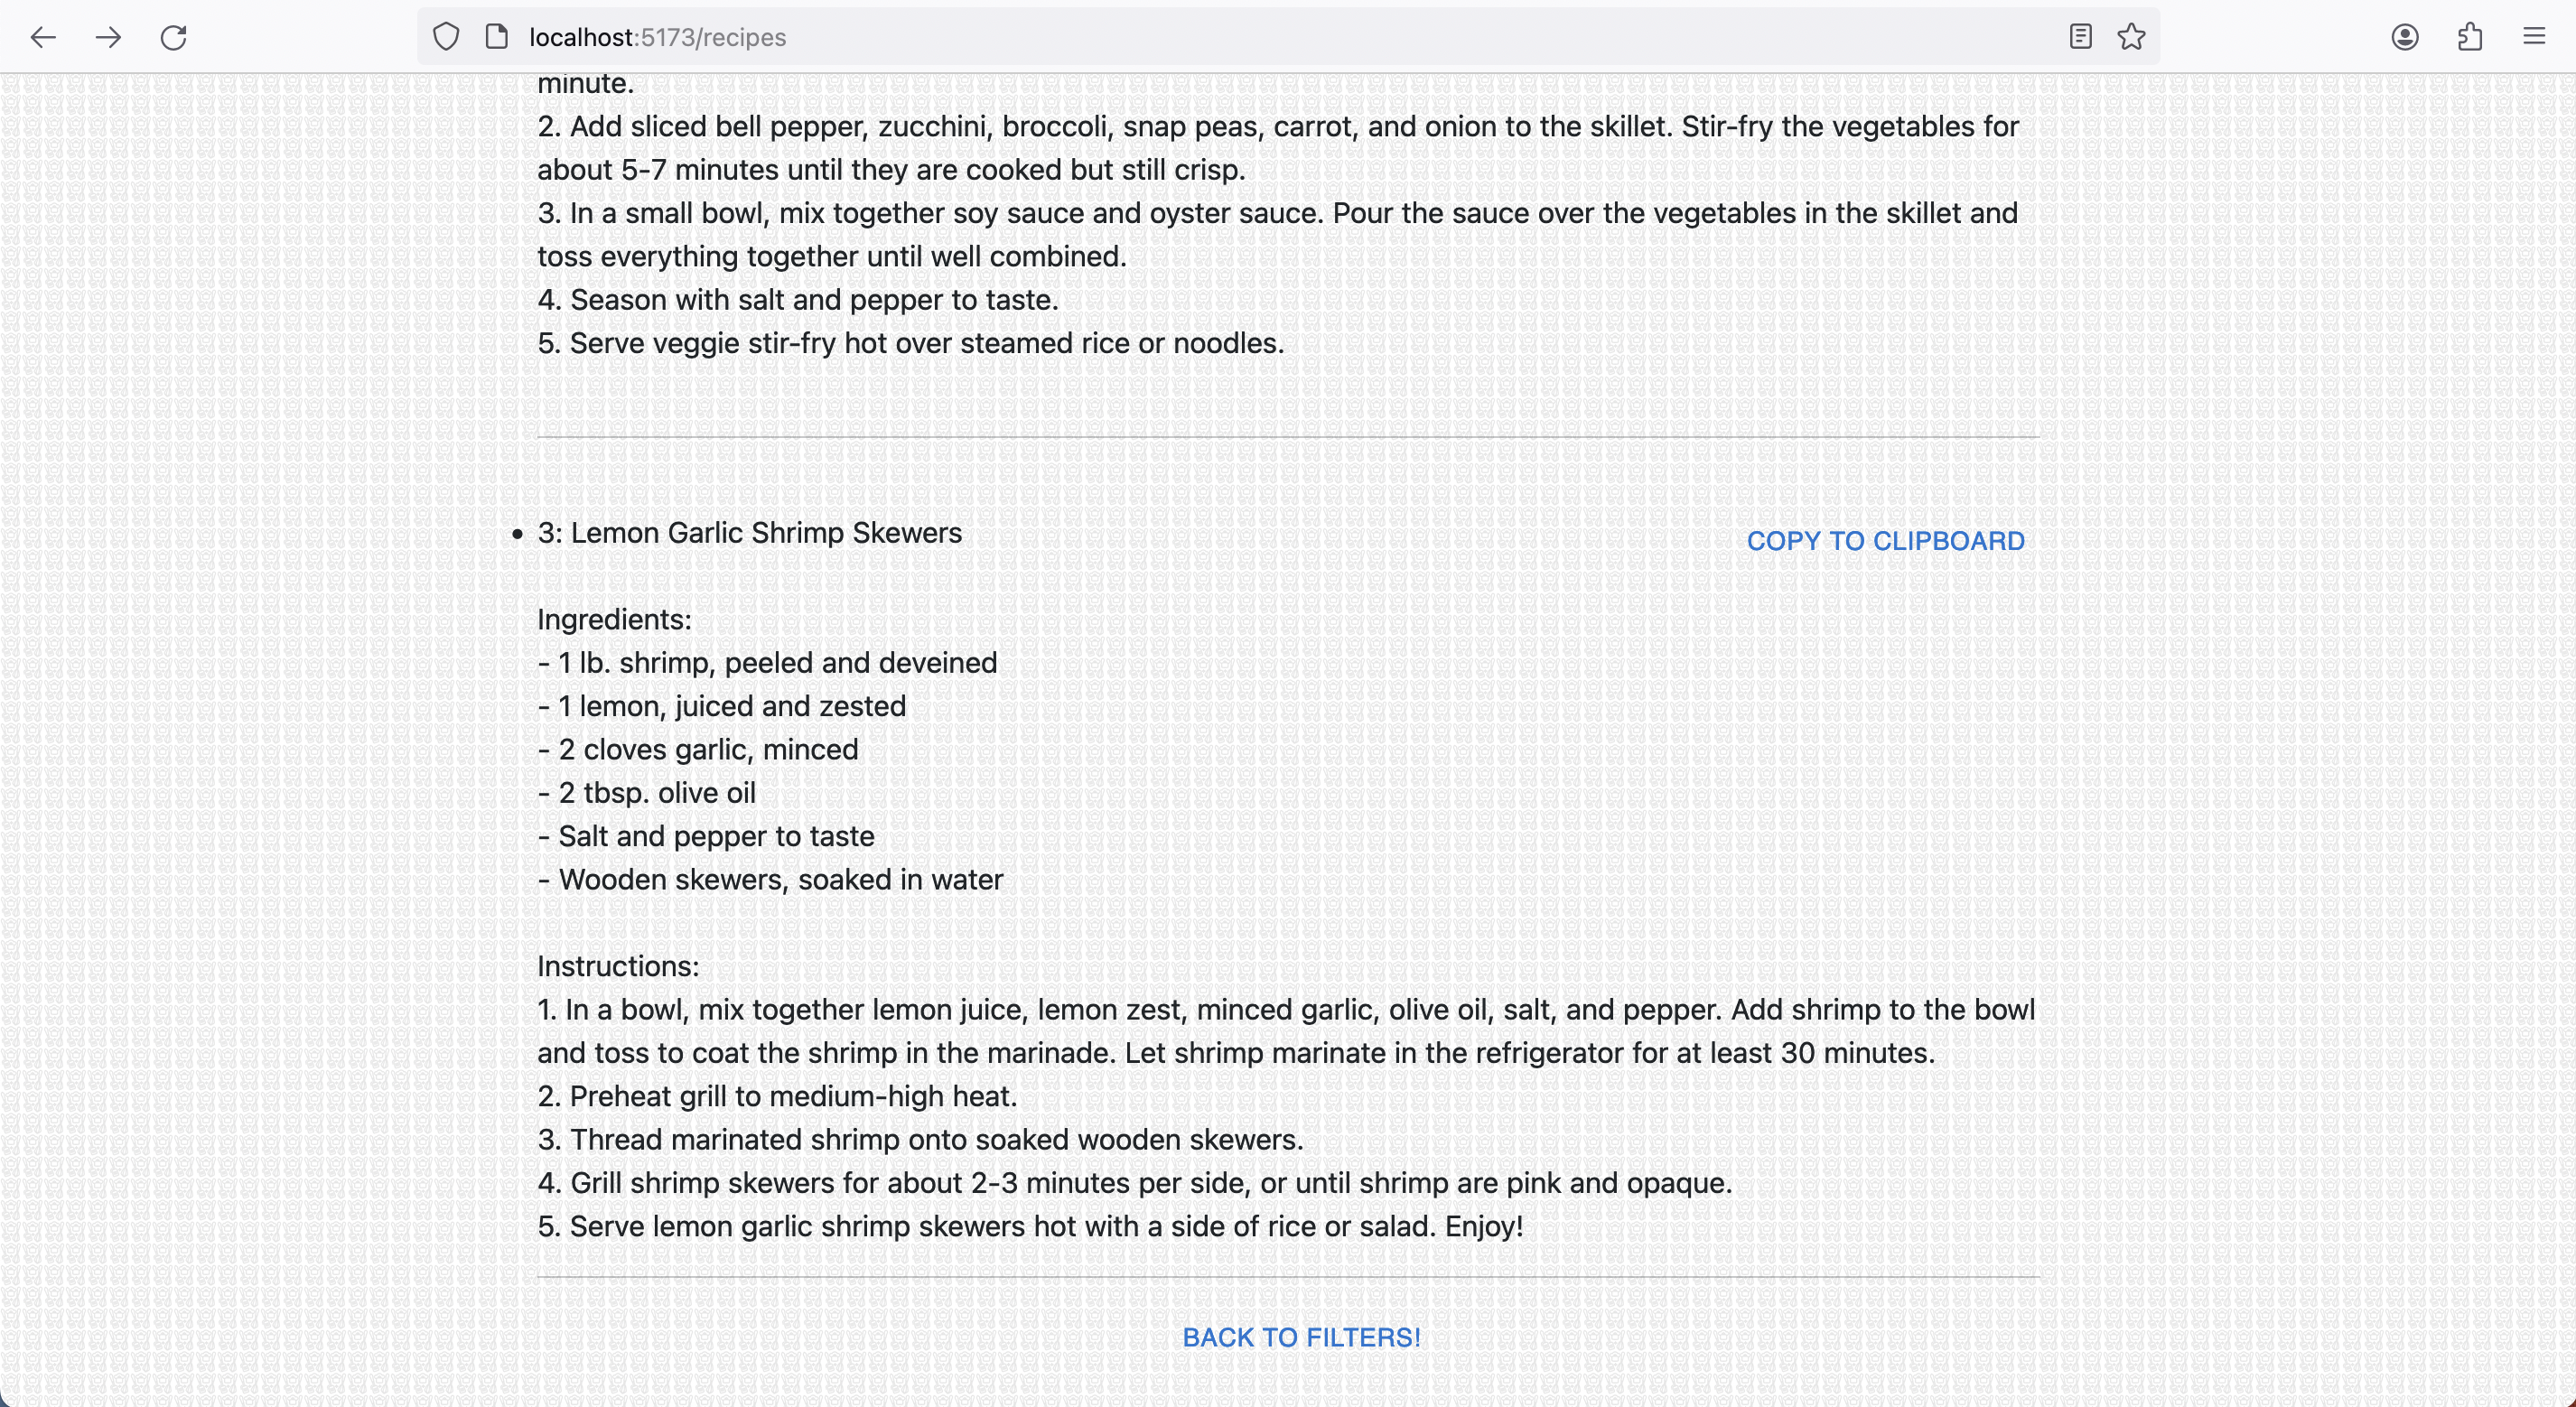 localhost:5173/recipes
minute.
2. Add sliced bell pepper, zucchini, broccoli, snap peas, carrot, and onion to the skillet. Stir-fry the vegetables for
about 5-7 minutes until they are cooked but still crisp.
3. In a small bowl, mix together soy sauce and oyster sauce. Pour the sauce over the vegetables in the skillet and
toss everything together until well combined.
4. Season with salt and pepper to taste.
5. Serve veggie stir-fry hot over steamed rice or noodles.
• 3: Lemon Garlic Shrimp Skewers
COPY TO CLIPBOARD
Ingredients:
- 1 lb. shrimp, peeled and deveined
- 1 lemon, juiced and zested
- 2 cloves garlic, minced
- 2 tbsp. olive oil
- Salt and pepper to taste
- Wooden skewers, soaked in water
Instructions:
1. In a bowl, mix together lemon juice, lemon zest, minced garlic, olive oil, salt, and pepper. Add shrimp to the bowl
and toss to coat the shrimp in the marinade. Let shrimp marinate in the refrigerator for at least 30 minutes.
2. Preheat grill to medium-high heat.
3. Thread marinated shrimp onto soaked wooden skewers.
4. Grill shrimp skewers for about 2-3 minutes per side, or until shrimp are pink and opaque.
5. Serve lemon garlic shrimp skewers hot with a side of rice or salad. Enjoy!
BACK TO FILTERS!